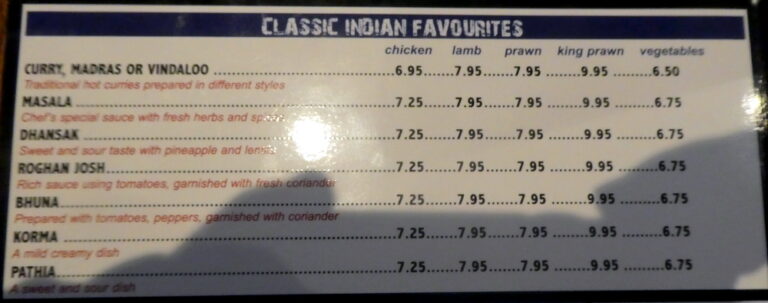 CLASSIC INDIAN FAVOURITES
chicken lamb prawn king prawn vegetables
CURRY, MADRAS OR VINDALOO ..........6.95.......7.95.......7.95 .......9.95 .........6.50
Traditional hot curries prepared in different styles
MASALA ..........7.25.......7.95.......7.95 .......9.95 .........6.75
Chef's special sauce with fresh herbs and spices
DHANSAK ..........7.25.......7.95.......7.95 .......9.95 .........6.75
Sweet and sour taste with pineapple and lentils
ROGHAN JOSH..........7.25.......7.95.......7.95 .......9.95 .........6.75
Rich sauce using tomatoes, garnished with fresh coriander
BHUNA ..........7.25.......7.95.......7.95 .......9.95 .........6.75
Prepared with tomatoes, peppers, garnished with coriander
KORMA ..........7.25.......7.95.......7.95 .......9.95 .........6.75
A mild creamy dish
PATHIA..........7.25.......7.95.......7.95 .......9.95 .........6.75
A sweet and sour dish